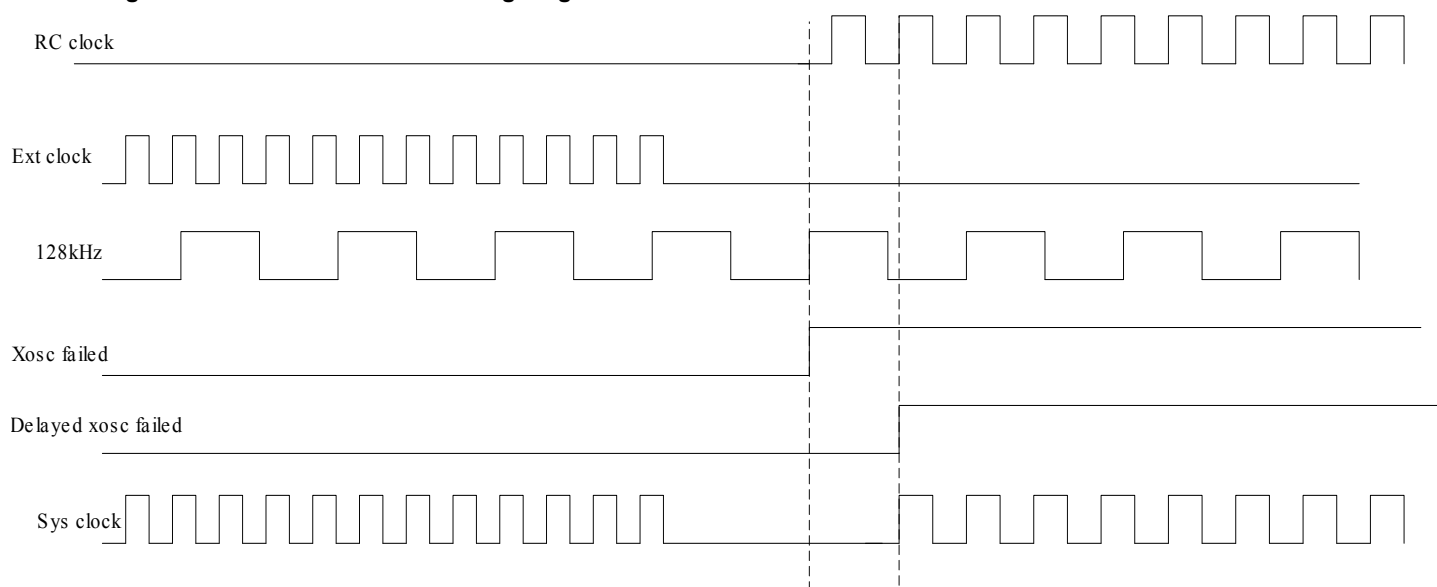 RC clock
Ext clock
128kHz
Xosc failed
Delayed xosc failed
Sys clock